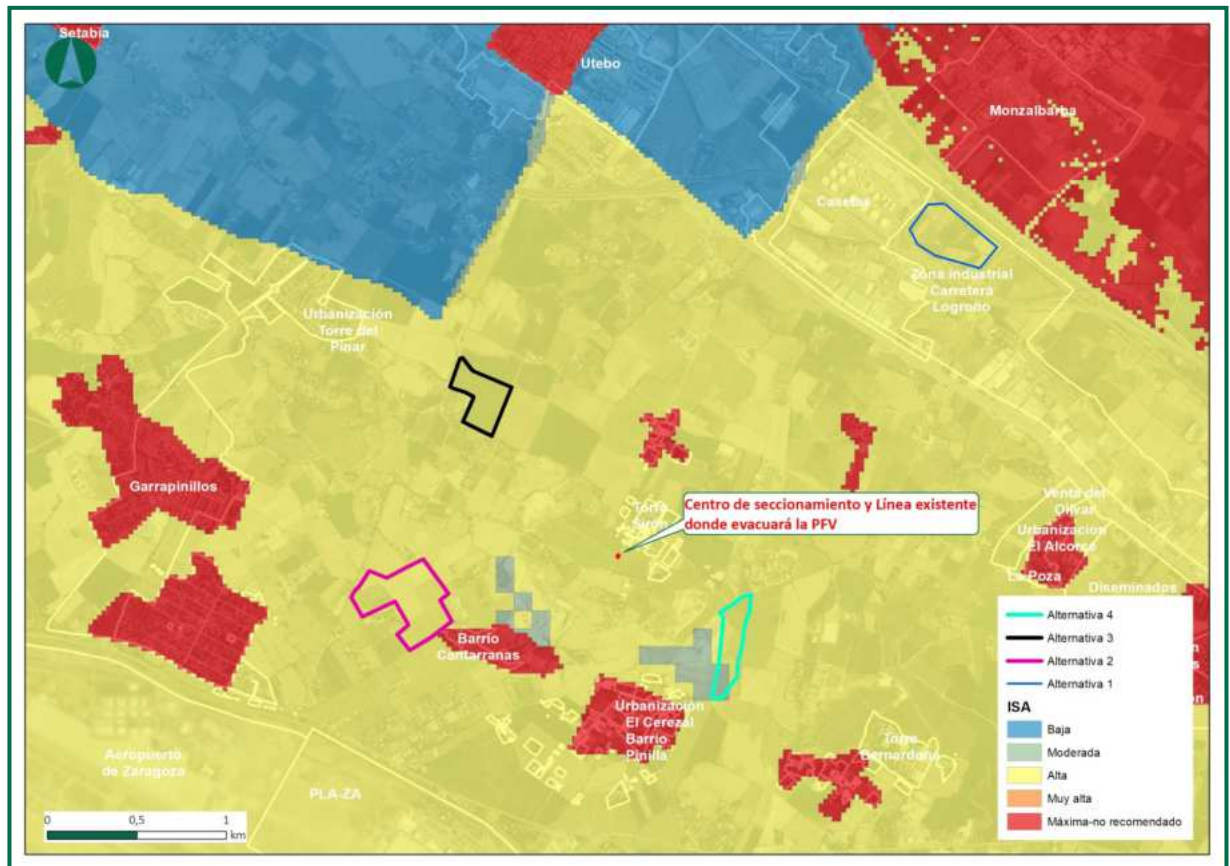 Setabia
Utebo
Monzalbarba
Casetas
Zona industrial
Carretera
Logroño
Urbanización
Torre del
Pinar
Garrapinillos
Centro de seccionamiento y Línea existente
donde evacuará la PFV
Torre
Venta del
Olivar
Urbanizacion
El Alcorce
La Poza
Diseminados
Barrio
Cantarranas
Urbanización
El Cerezal
Barrio
Pinilla
Torre
Bernardona
Aeropuerto
de Zaragoza
PLA-ZA
Alternativa 4
Alternativa 3
Alternativa 2
Alternativa 1
ISA
Baja
Moderada
Alta
Muy alta
Máxima-no recomendado
0 0,5 1
km